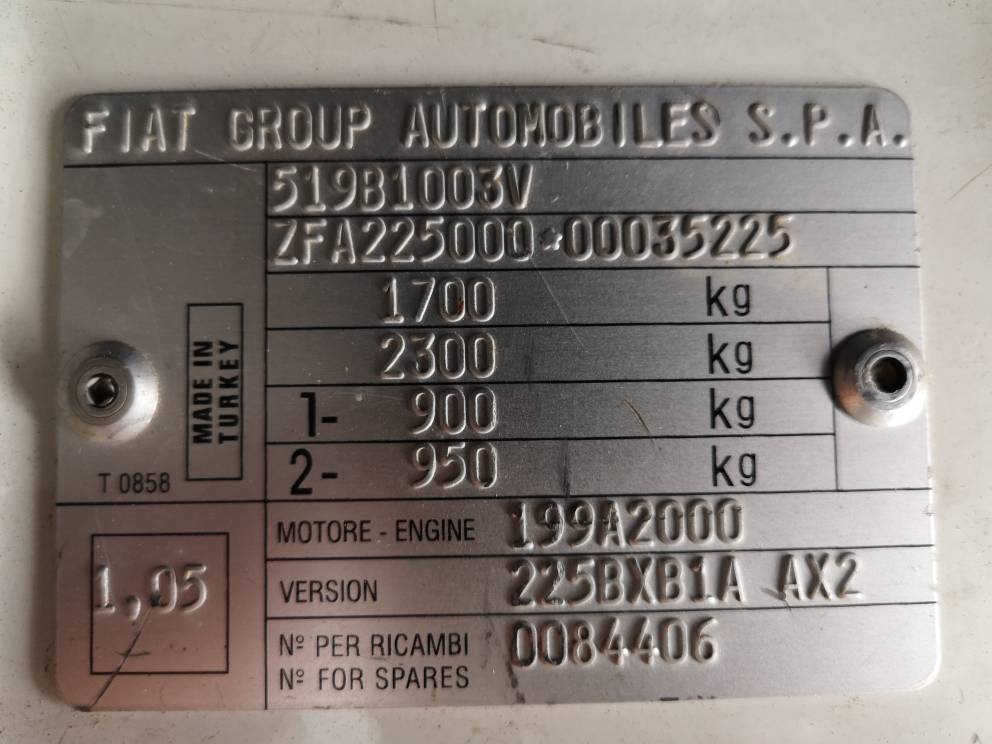 FIAT GROUP AUTOMOBILES S.P.A.
519B1003V
ZFA225000*00035225
1700 kg
2300 kg
1- 900 kg
2- 950 kg
MADE IN
TURKEY
T 0858
1,05
MOTORE - ENGINE 199A2000
VERSION 225BXB1A AX2
Nº PER RICAMBI 0084406
Nº FOR SPARES